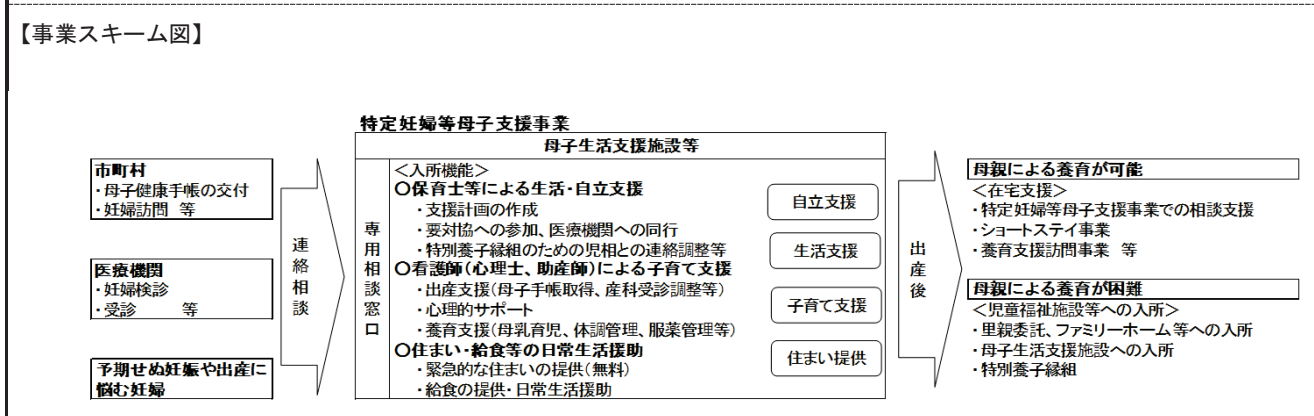 【事業スキーム図】
特定妊婦等母子支援事業
母子生活支援施設等
市町村
・母子健康手帳の交付
・妊婦訪問 等
医療機関
・妊婦検診
・受診 等
予期せぬ妊娠や出産に
悩む妊婦
連絡相談
専用相談窓口
＜入所機能＞
〇保育士等による生活・自立支援
・支援計画の作成
・要対協への参加、医療機関への同行
・特別養子縁組のための児相との連絡調整等
〇看護師(心理士、助産師)による子育て支援
・出産支援(母子手帳取得、産科受診調整等)
・心理的サポート
・養育支援(母乳育児、体調管理、服薬管理等)
〇住まい・給食等の日常生活援助
・緊急的な住まいの提供(無料)
・給食の提供・日常生活援助
自立支援
生活支援
子育て支援
住まい提供
出産後
母親による養育が可能
＜在宅支援＞
・特定妊婦等母子支援事業での相談支援
・ショートステイ事業
・養育支援訪問事業 等
母親による養育が困難
＜児童福祉施設等への入所＞
・里親委託、ファミリーホーム等への入所
・母子生活支援施設への入所
・特別養子縁組